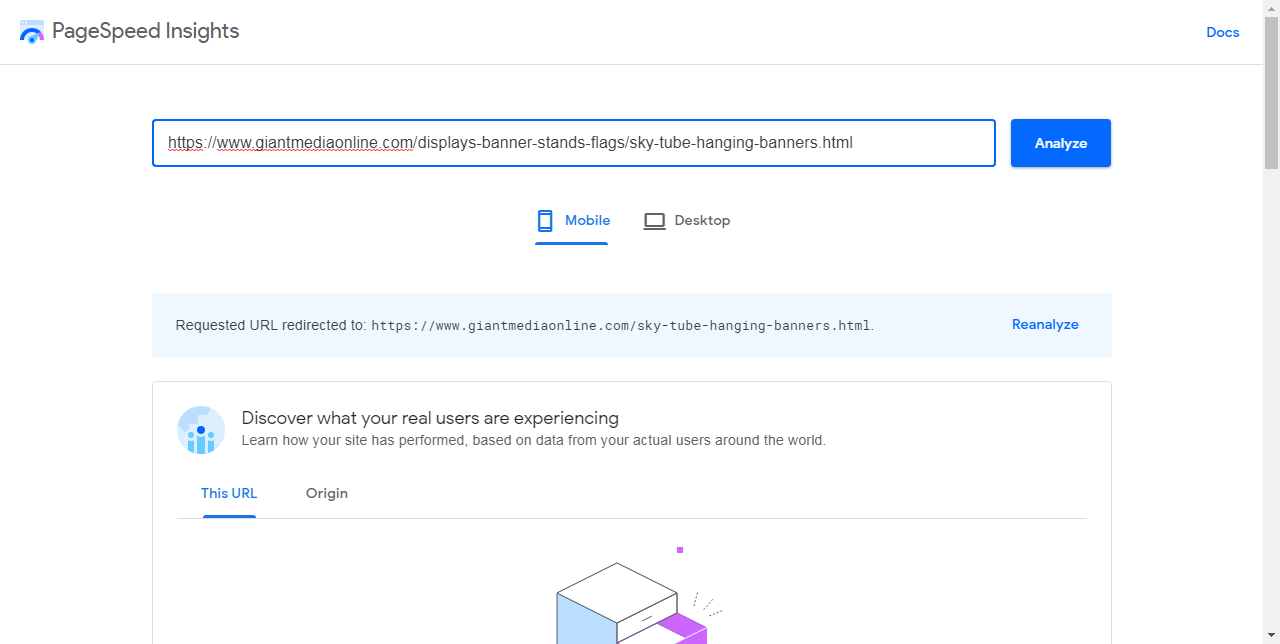 PageSpeed Insights
Docs
https://www.giantmediaonline.com/displays-banner-stands-flags/sky-tube-hanging-banners.html
Analyze
Mobile
Desktop
Requested URL redirected to: https://www.giantmediaonline.com/sky-tube-hanging-banners.html.
Reanalyze
Discover what your real users are experiencing
Learn how your site has performed, based on data from your actual users around the world.
This URL
Origin